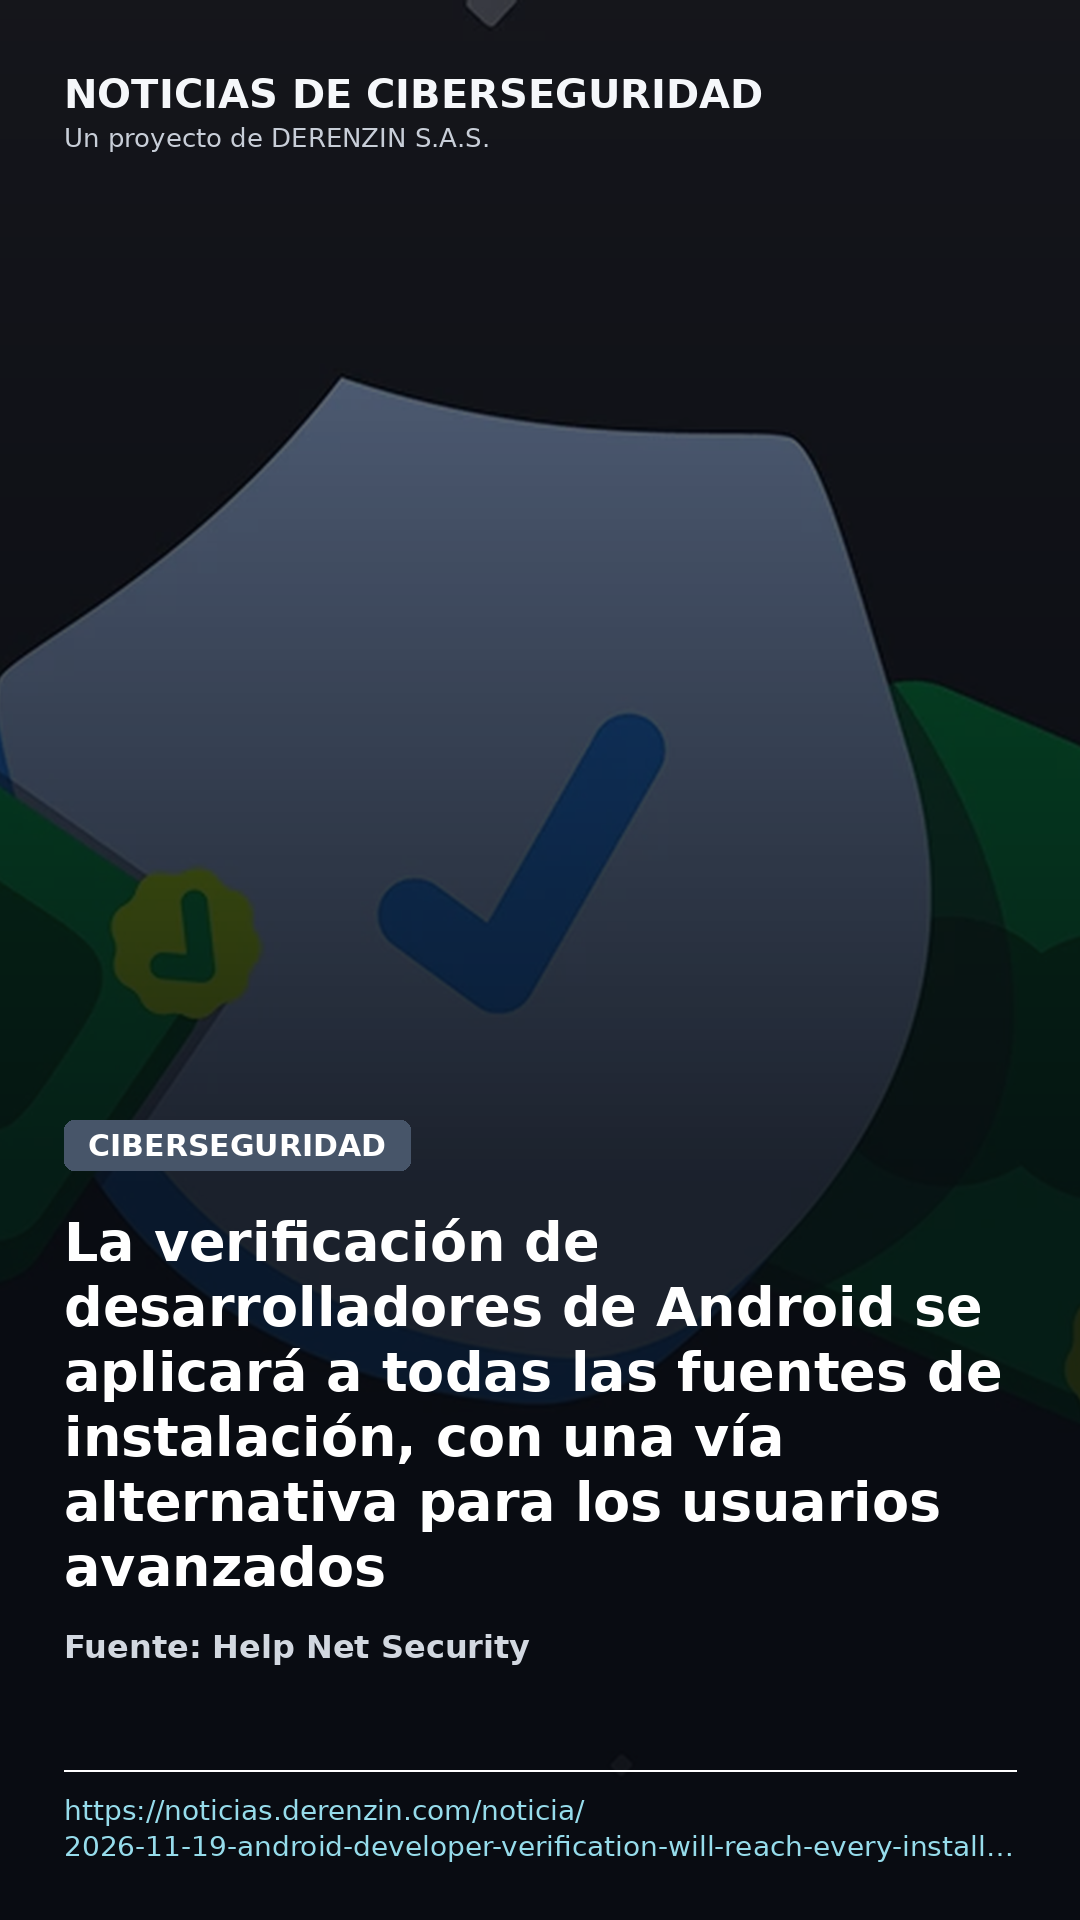 NOTICIAS DE CIBERSEGURIDAD
Un proyecto de DERENZIN S.A.S.
CIBERSEGURIDAD
La verificación de
desarrolladores de Android se
aplicará a todas las fuentes de
instalación, con una vía
alternativa para los usuarios
avanzados
Fuente: Help Net Security
https://noticias.derenzin.com/noticia/
2026-11-19-android-developer-verification-will-reach-every-install…